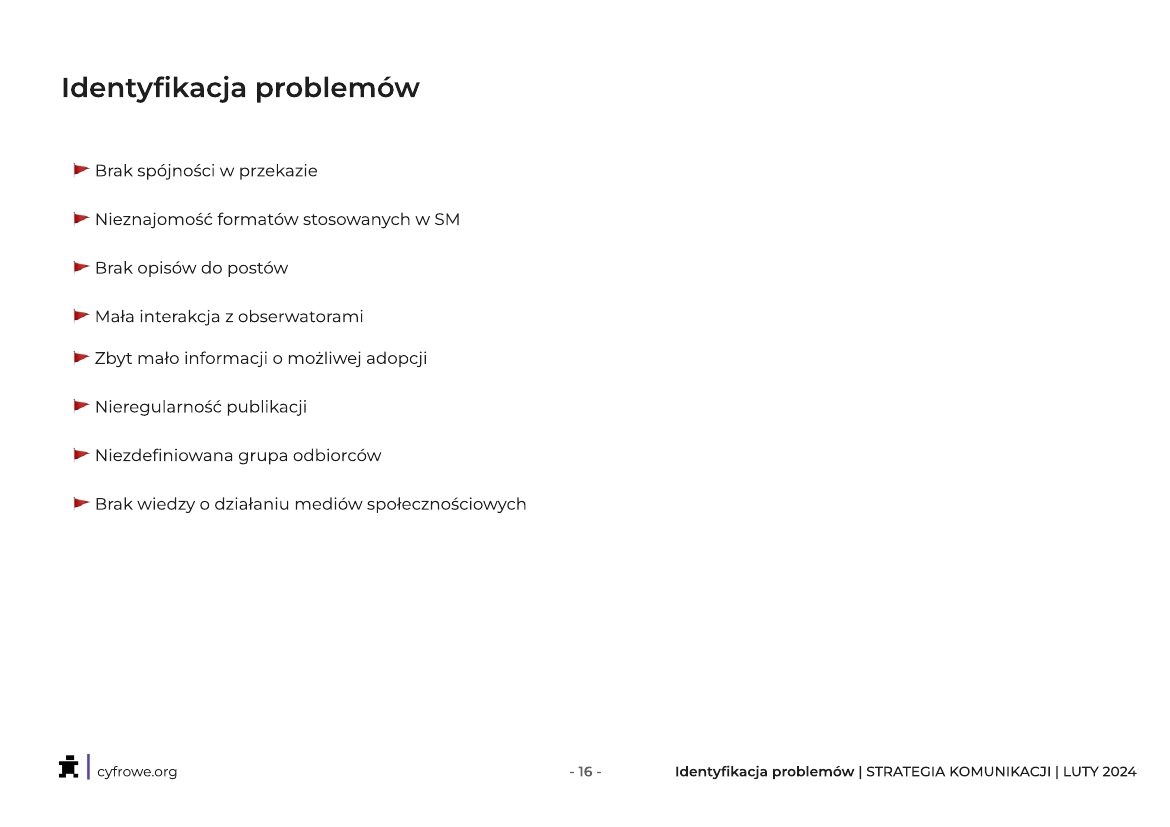 Identyfikacja problemów
Brak spójności w przekazie
Nieznajomość formatów stosowanych w SM
Brak opisów do postów
Mała interakcja z obserwatorami
Zbyt mało informacji o możliwej adopcji
Nieregularność publikacji
Niezdefiniowana grupa odbiorców
Brak wiedzy o działaniu mediów społecznościowych
cyfrowe.org
- 16 -
Identyfikacja problemów | STRATEGIA KOMUNIKACJI | LUTY 2024